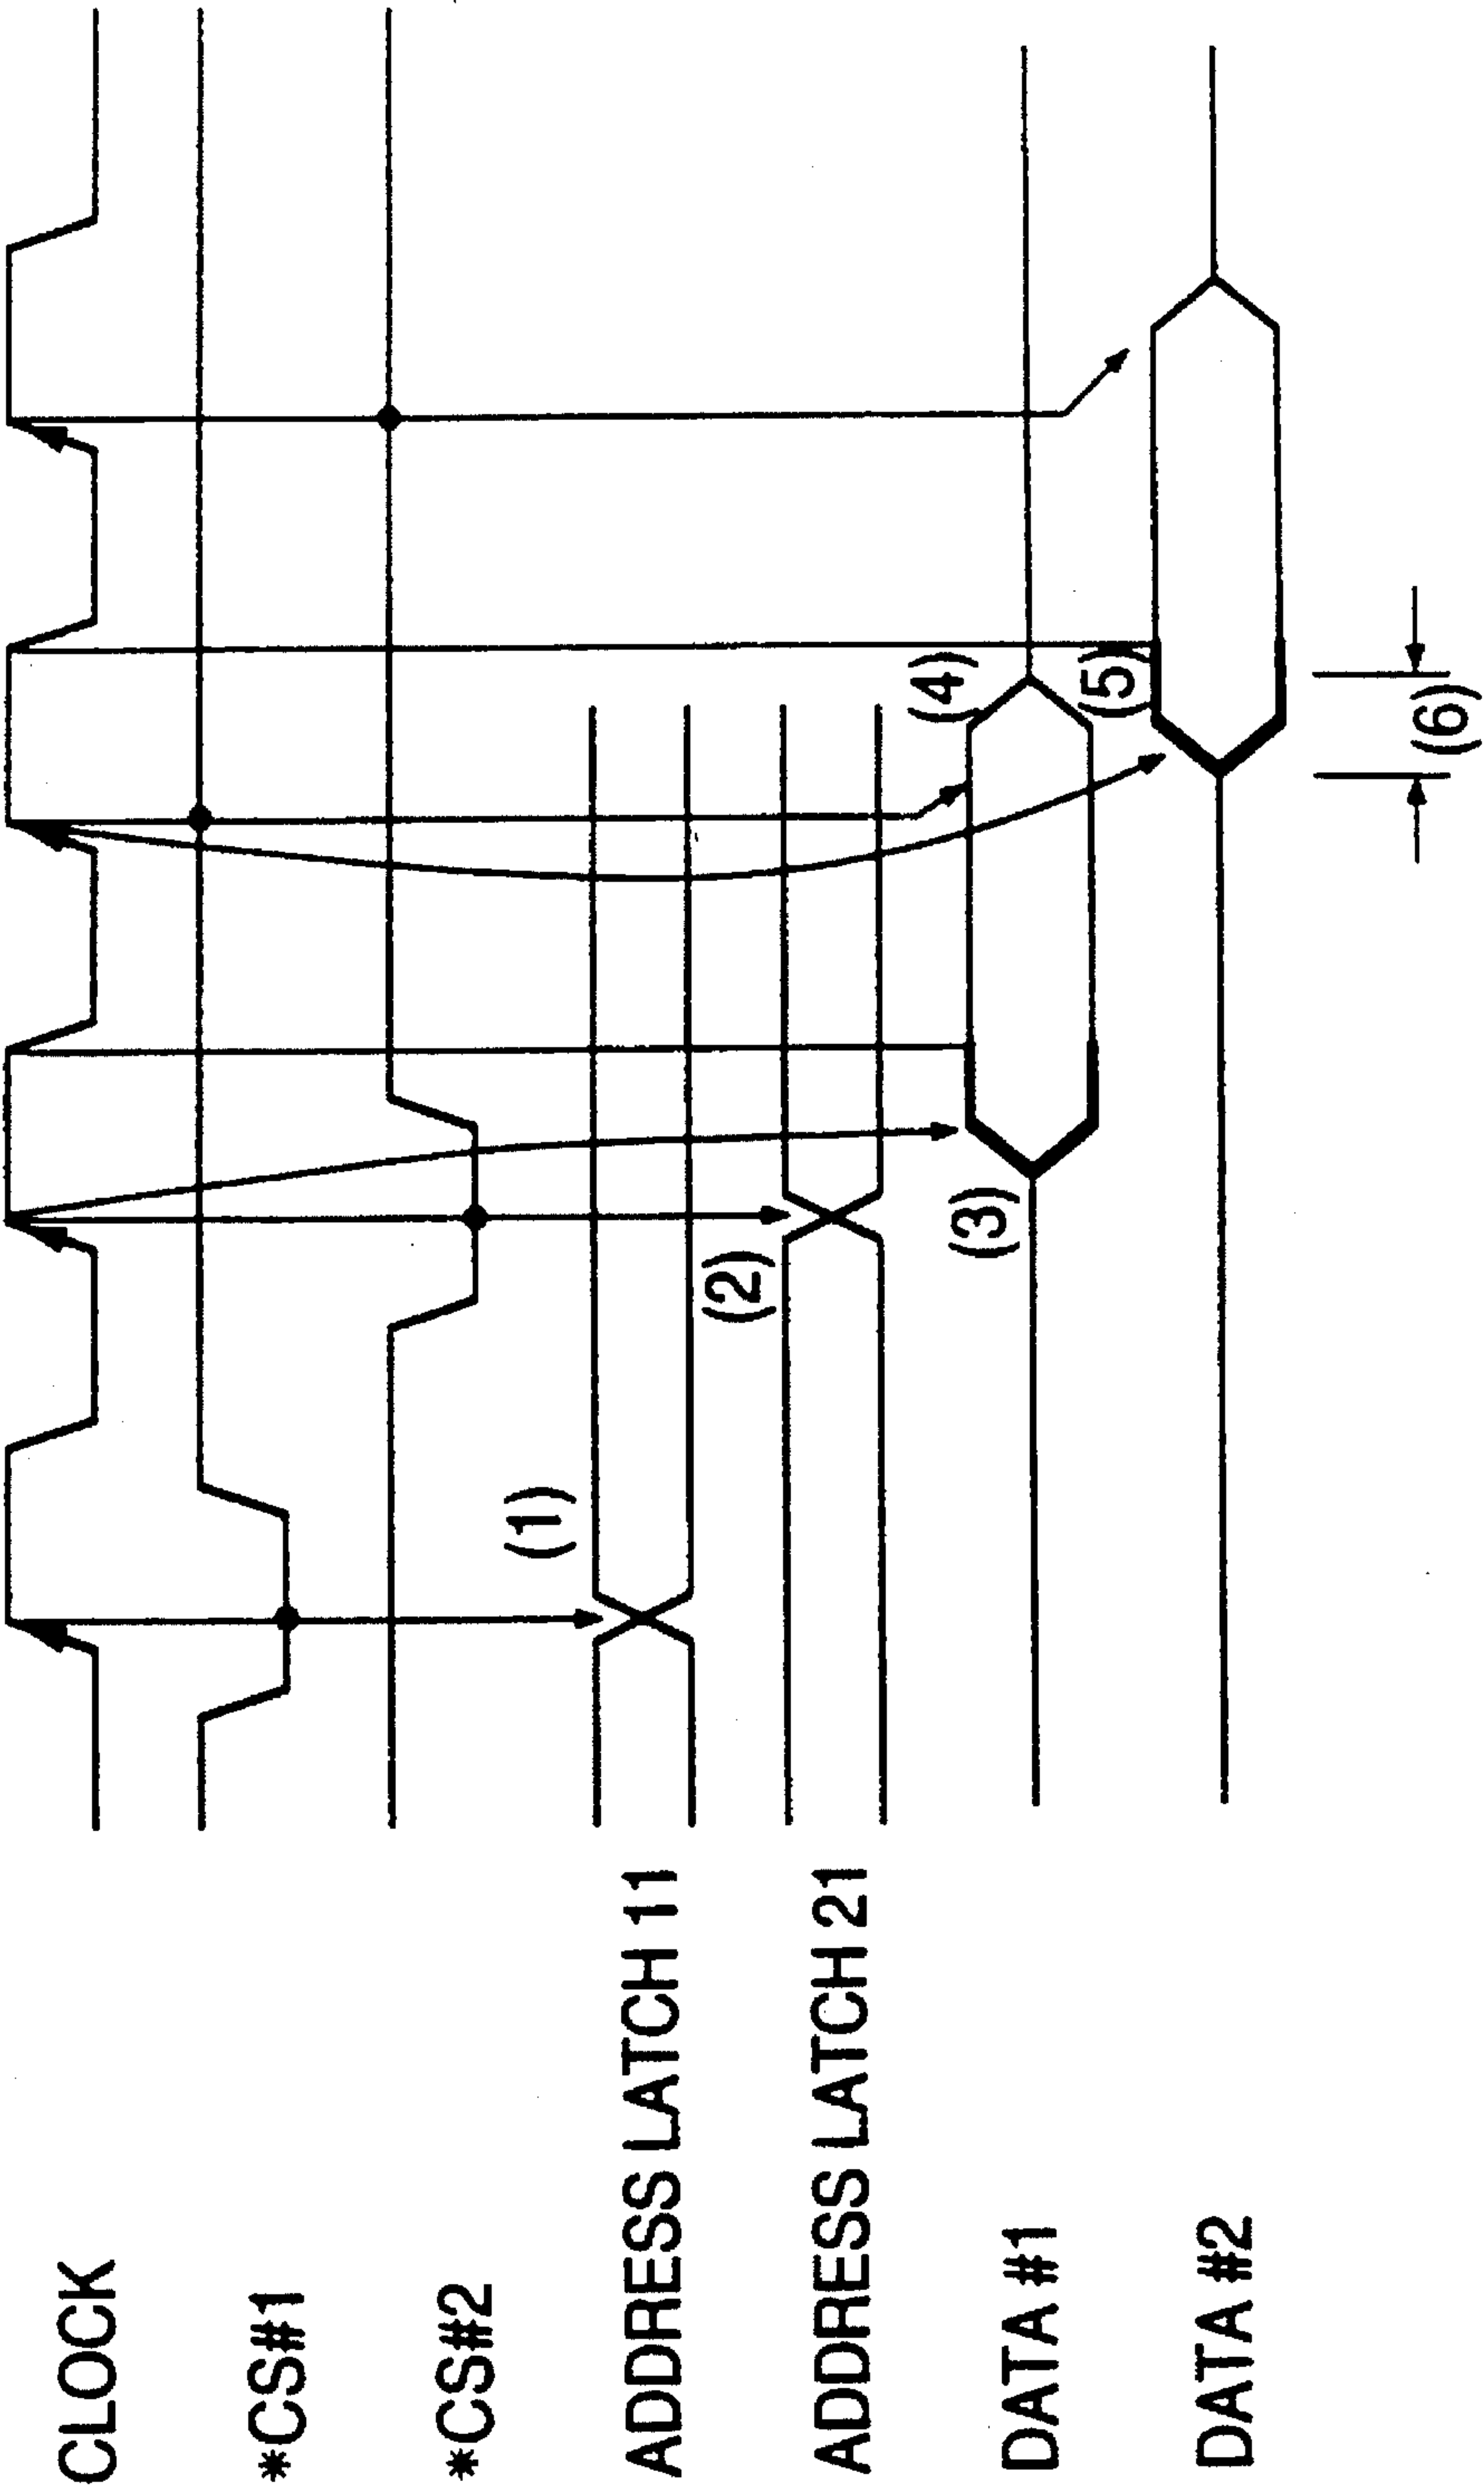 CLOCK
*CS#1
*CS#2
ADDRESS LATCH 11
(1)
ADDRESS LATCH 21
(2)
DATA #1
(3)
(4)
DATA #2
(5)
(6)